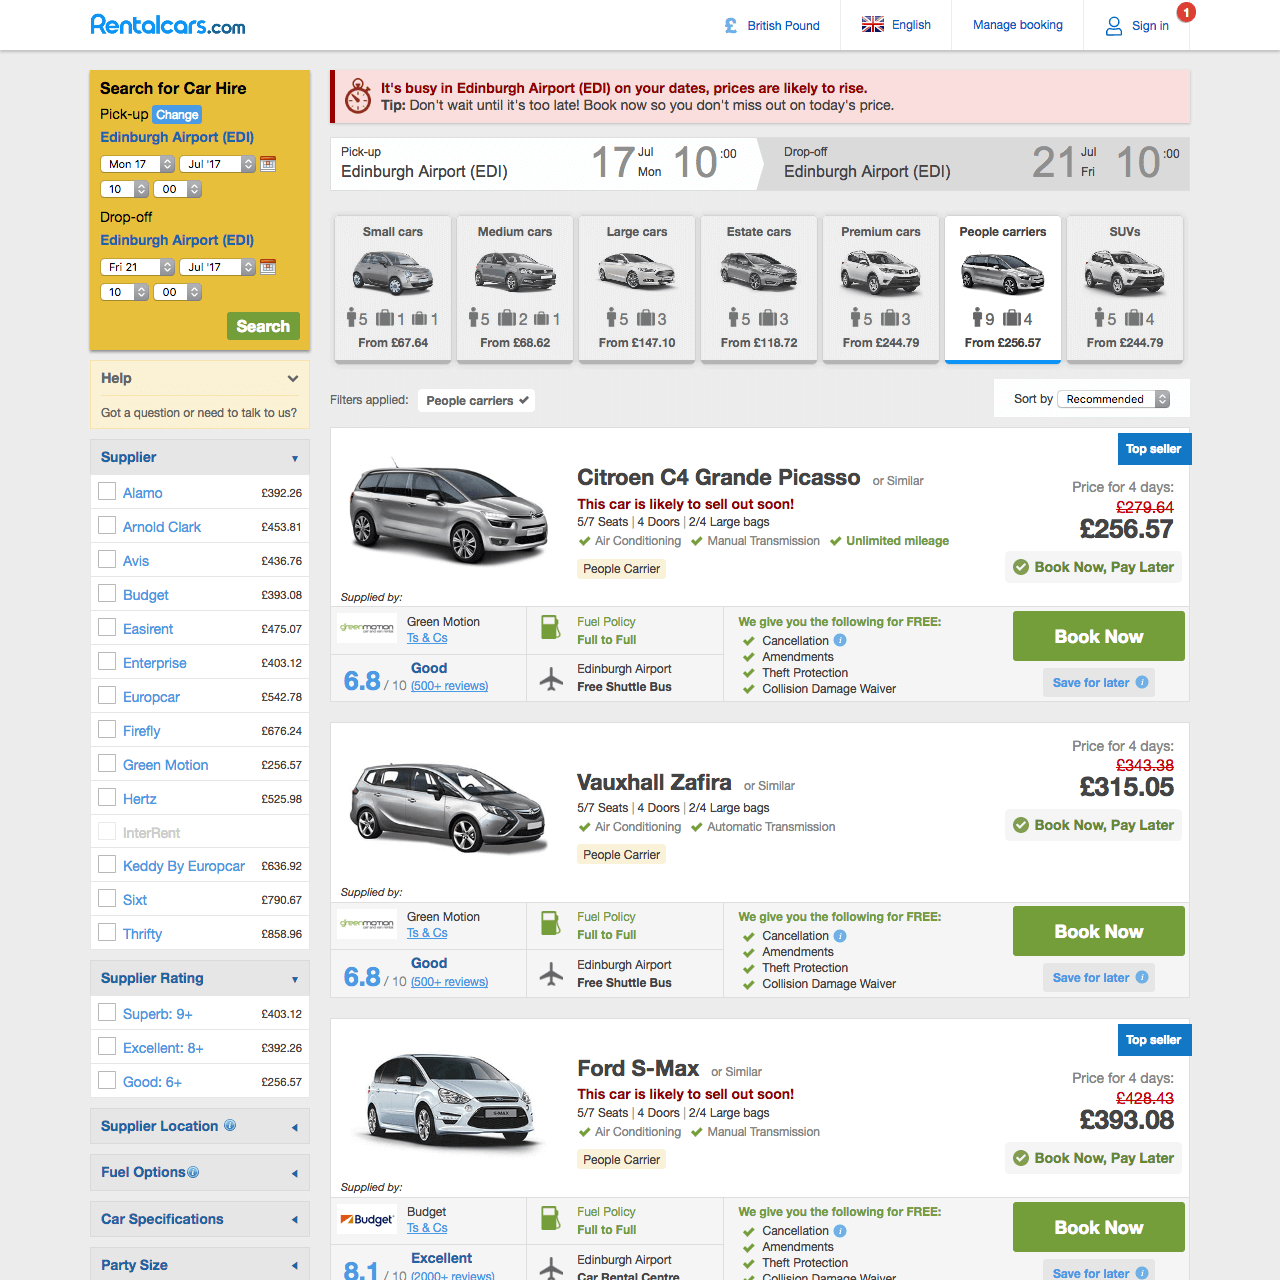 Rentalcars.com
£ British Pound
English
Manage booking
Sign in
1
Search for Car Hire
Pick-up Change
Edinburgh Airport (EDI)
Mon 17 Jul '17
10 00
Drop-off
Edinburgh Airport (EDI)
Fri 21 Jul '17
10 00
Search
Help
Got a question or need to talk to us?
Supplier
Alamo £392.26
Arnold Clark £453.81
Avis £436.76
Budget £393.08
Easirent £475.07
Enterprise £403.12
Europcar £542.78
Firefly £676.24
Green Motion £256.57
Hertz £525.98
InterRent
Keddy By Europcar £636.92
Sixt £790.67
Thrifty £858.96
Supplier Rating
Superb: 9+ £403.12
Excellent: 8+ £392.26
Good: 6+ £256.57
Supplier Location i
Fuel Options i
Car Specifications
Party Size
It's busy in Edinburgh Airport (EDI) on your dates, prices are likely to rise.
Tip: Don't wait until it's too late! Book now so you don't miss out on today's price.
Pick-up
Edinburgh Airport (EDI)
17 Jul Mon 10 :00
Drop-off
Edinburgh Airport (EDI)
21 Jul Fri 10 :00
Small cars
5 1 1
From £67.64
Medium cars
5 2 1
From £68.62
Large cars
5 3
From £147.10
Estate cars
5 3
From £118.72
Premium cars
5 3
From £244.79
People carriers
9 4
From £256.57
SUVs
5 4
From £244.79
Filters applied: People carriers
Sort by Recommended
Top seller
Citroen C4 Grande Picasso or Similar
This car is likely to sell out soon!
5/7 Seats | 4 Doors | 2/4 Large bags
Air Conditioning Manual Transmission Unlimited mileage
People Carrier
Price for 4 days:
£279.64
£256.57
Book Now, Pay Later
Supplied by:
greenmotion
Green Motion
Ts & Cs
Good
6.8 / 10 (500+ reviews)
Fuel Policy
Full to Full
Edinburgh Airport
Free Shuttle Bus
We give you the following for FREE:
Cancellation i
Amendments
Theft Protection
Collision Damage Waiver
Book Now
Save for later i
Vauxhall Zafira or Similar
5/7 Seats | 4 Doors | 2/4 Large bags
Air Conditioning Automatic Transmission
People Carrier
Price for 4 days:
£343.38
£315.05
Book Now, Pay Later
Supplied by:
greenmotion
Green Motion
Ts & Cs
Good
6.8 / 10 (500+ reviews)
Fuel Policy
Full to Full
Edinburgh Airport
Free Shuttle Bus
We give you the following for FREE:
Cancellation i
Amendments
Theft Protection
Collision Damage Waiver
Book Now
Save for later i
Top seller
Ford S-Max or Similar
This car is likely to sell out soon!
5/7 Seats | 4 Doors | 2/4 Large bags
Air Conditioning Manual Transmission
People Carrier
S-MAX
Price for 4 days:
£428.43
£393.08
Book Now, Pay Later
Supplied by:
Budget
Budget
Ts & Cs
Excellent
8.1 / 10 (2000+ reviews)
Fuel Policy
Full to Full
Edinburgh Airport
Car Rental Centre
We give you the following for FREE:
Cancellation i
Amendments
Theft Protection
Collision Damage Waiver
Book Now
Save for later i